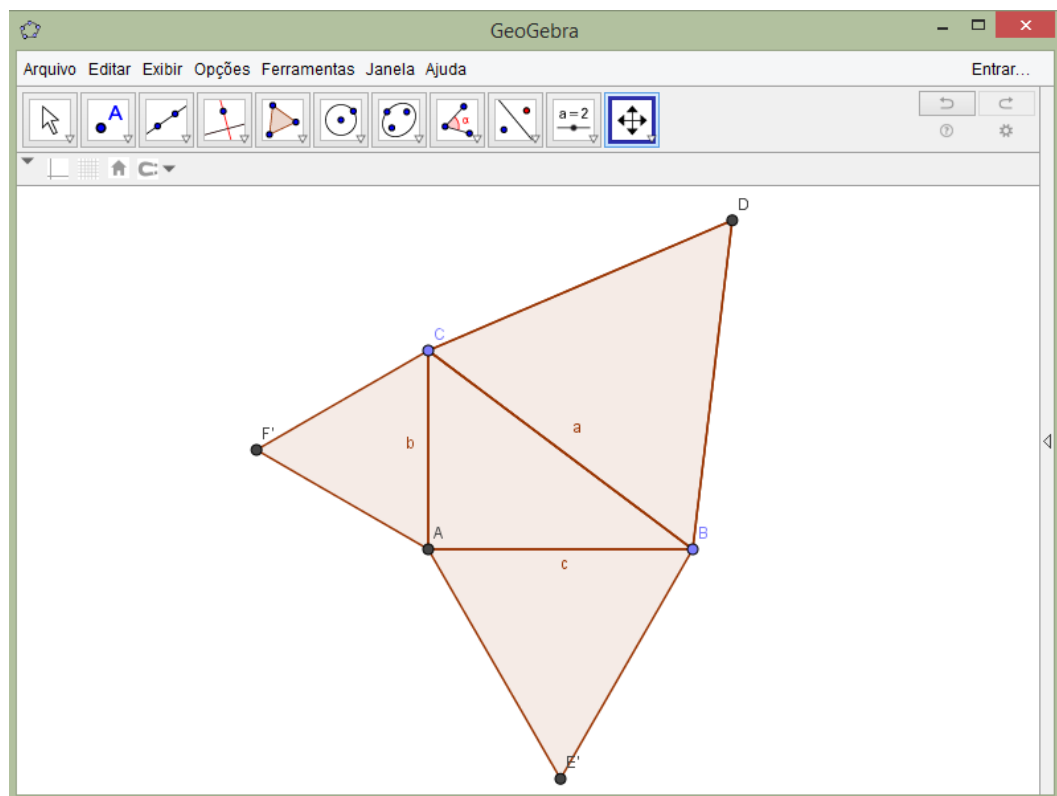 GeoGebra
Arquivo Editar Exibir Opções Ferramentas Janela Ajuda
Entrar...
A
α
a=2
D
C
F'
b
a
A
B
c
E'